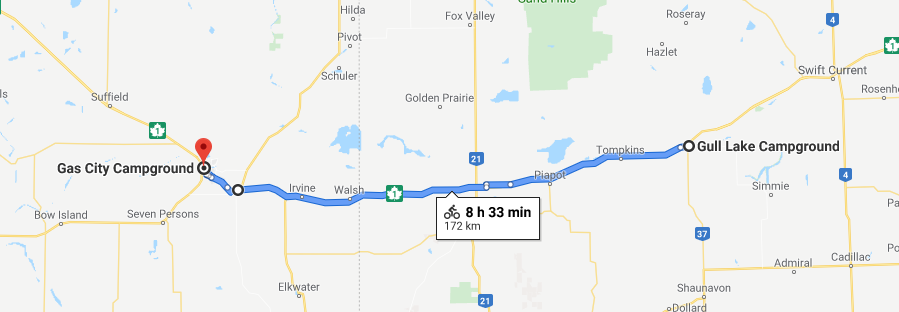 Sand Hills
Hilda
Fox Valley
Roseray
4
1
Pivot
Hazlet
Schuler
Swift Current
Suffield
Golden Prairie
Rosenh
1
Gas City Campground
21
Tompkins
Gull Lake Campground
Piapot
4
Irvine
Walsh
1
Simmie
8 h 33 min
172 km
Bow Island
Seven Persons
37
Admiral
Cadillac
Elkwater
21
Shaunavon
Dollard